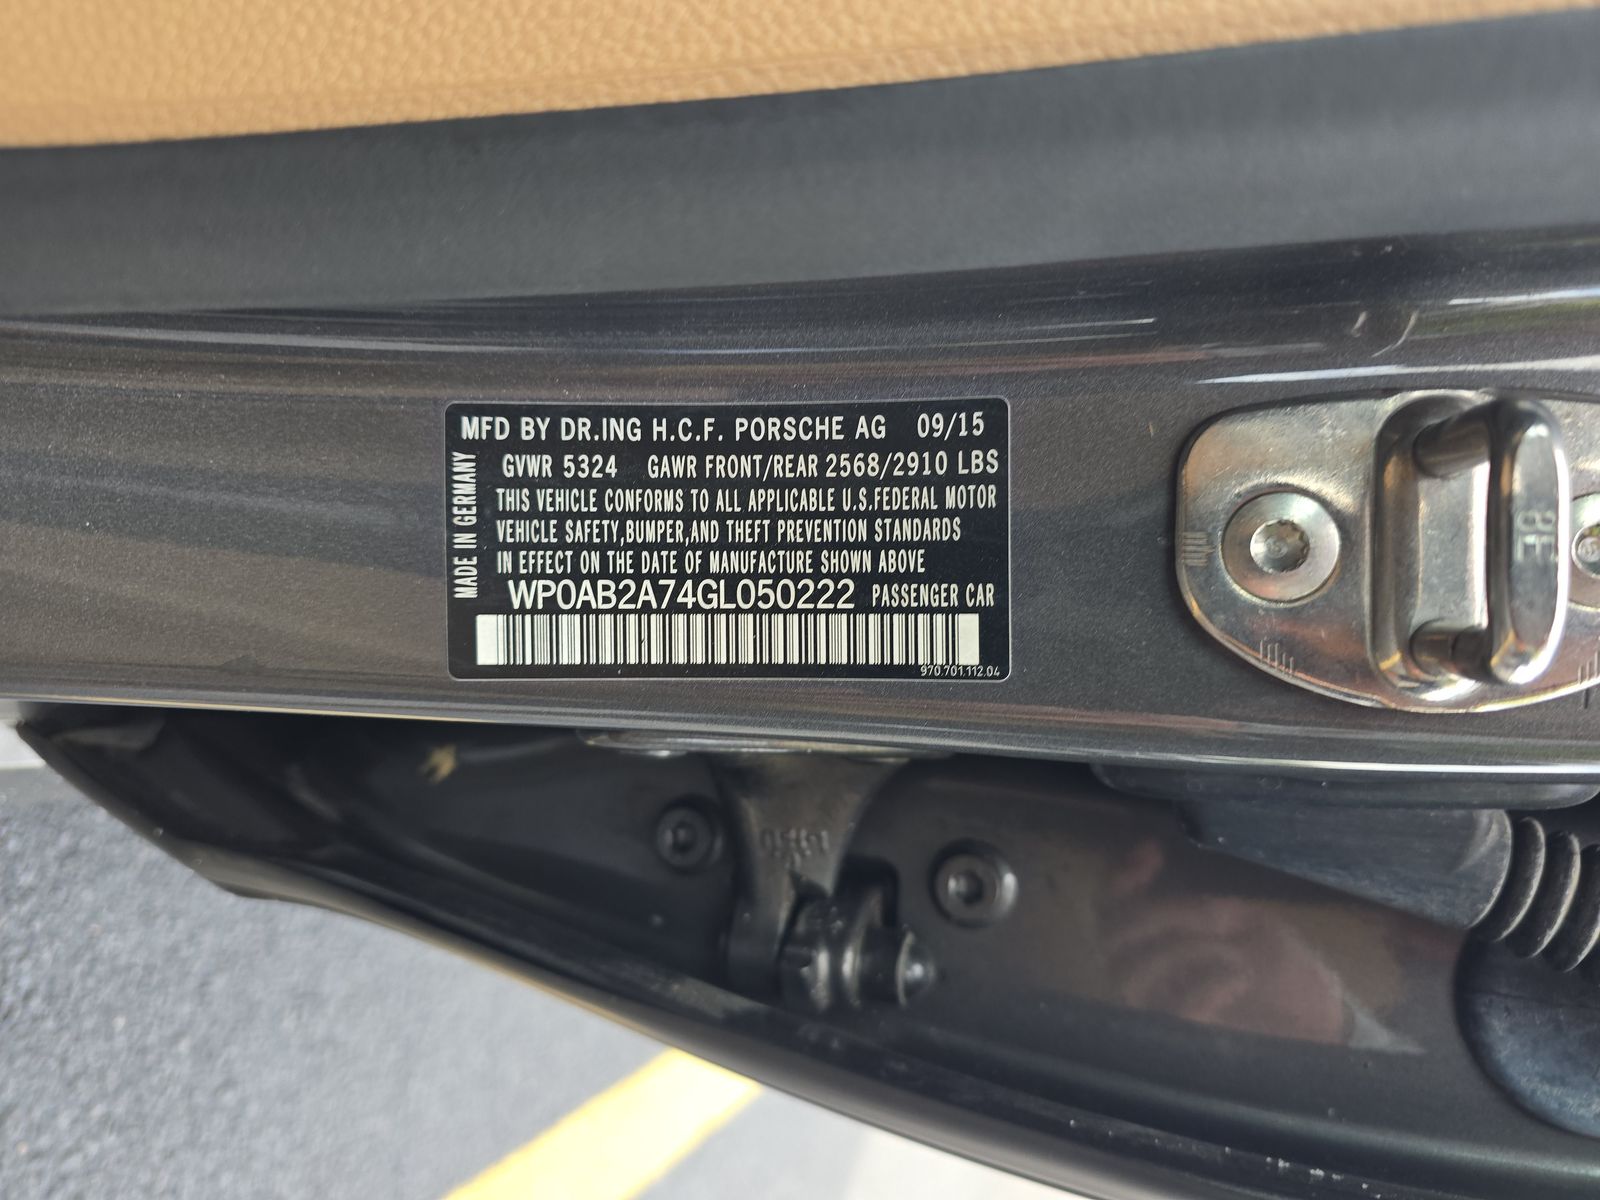 MFD BY DR.ING H.C.F. PORSCHE AG 09/15
GVWR 5324 GAWR FRONT/REAR 2568/2910 LBS
THIS VEHICLE CONFORMS TO ALL APPLICABLE U.S.FEDERAL MOTOR
VEHICLE SAFETY,BUMPER,AND THEFT PREVENTION STANDARDS
IN EFFECT ON THE DATE OF MANUFACTURE SHOWN ABOVE
WP0AB2A74GL050222 PASSENGER CAR
970.701.112.04
MADE IN GERMANY